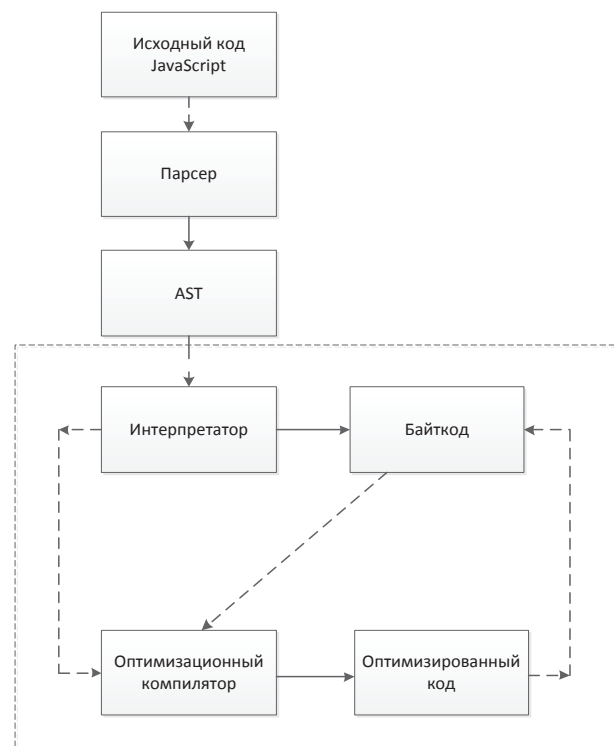 Исходный код
JavaScript
Парсер
AST
Интерпретатор
Байткод
Оптимизационный
компилятор
Оптимизированный
код